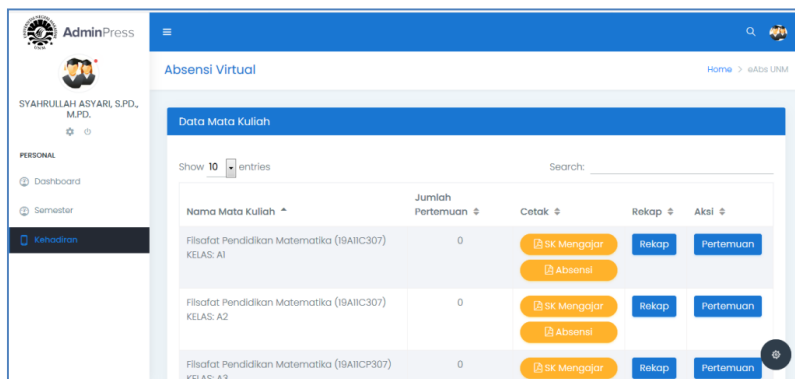 AdminPress
Absensi Virtual
Home > eAbs UNM
SYAHRULLAH ASYARI, S.PD.,
M.PD.
PERSONAL
Dashboard
Semester
Kehadiran
Data Mata Kuliah
Show 10 entries
Search:
Nama Mata Kuliah
Jumlah
Pertemuan
Cetak
Rekap
Aksi
Filsafat Pendidikan Matematika (19A11C307)
KELAS: A1
0
SK Mengajar
Absensi
Rekap
Pertemuan
Filsafat Pendidikan Matematika (19A11C307)
KELAS: A2
0
SK Mengajar
Absensi
Rekap
Pertemuan
Filsafat Pendidikan Matematika (19A11CP307)
KELAS: A3
0
SK Mengajar
Rekap
Pertemuan